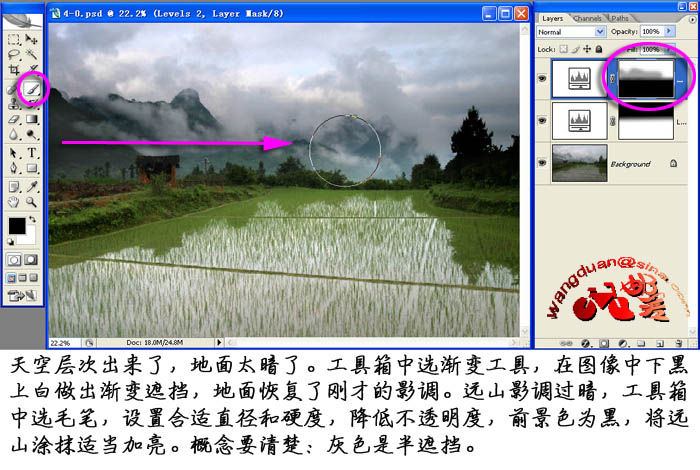 4-0.psd @ 22.2% (Levels 2, Layer Mask/8)
Layers Channels Paths
Normal Opacity: 100%
Lock: Fill: 100%
...
L...
Background
wangduan@sina.com
22.2% Doc: 18.0M/24.8M
天空层次出来了，地面太暗了。工具箱中选渐变工具，在图像中下黑
上白做出渐变遮挡，地面恢复了刚才的影调。远山影调过暗，工具箱
中选毛笔，设置合适直径和硬度，降低不透明度，前景色为黑，将远
山涂抹适当加亮。概念要清楚：灰色是半遮挡。